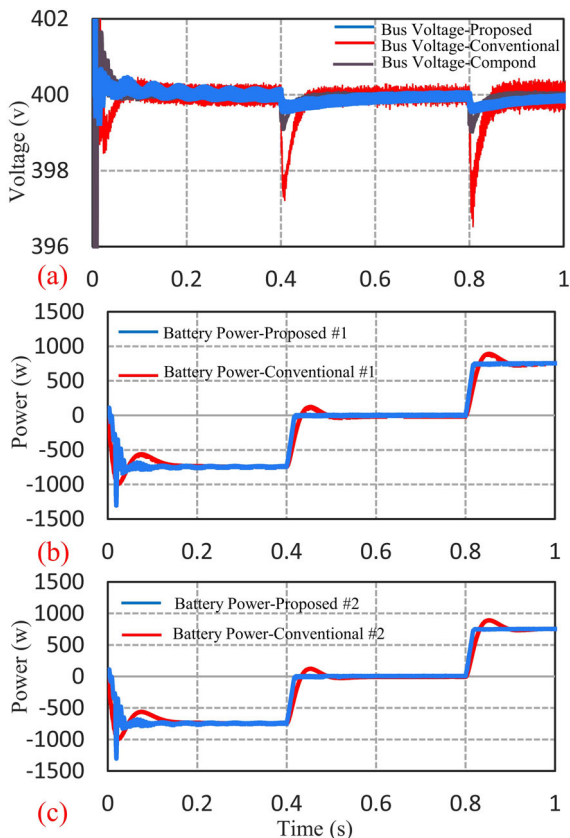 402
400
398
396
Voltage (v)
Bus Voltage-Proposed
Bus Voltage-Conventional
Bus Voltage-Compond
(a)
0 0.2 0.4 0.6 0.8 1
1500
1000
500
0
-500
-1000
-1500
Power (w)
Battery Power-Proposed #1
Battery Power-Conventional #1
(b)
0 0.2 0.4 0.6 0.8 1
1500
1000
500
0
-500
-1000
-1500
Power (w)
Battery Power-Proposed #2
Battery Power-Conventional #2
(c)
0 0.2 0.4 0.6 0.8 1
Time (s)